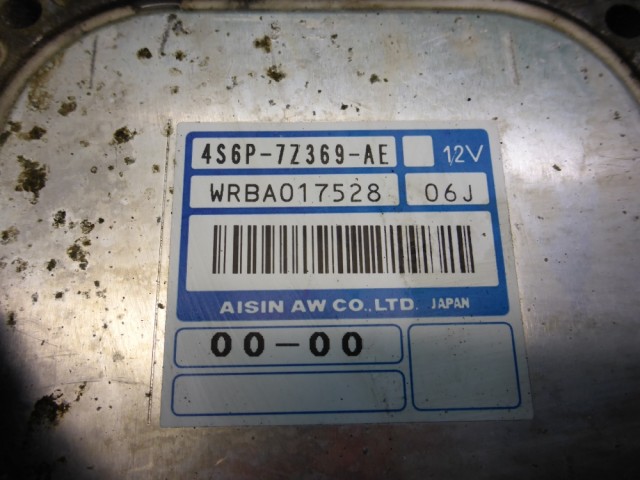 4S6P-7Z369-AE 12V
WRBA017528 06J
AISIN AW CO.,LTD. JAPAN
00-00